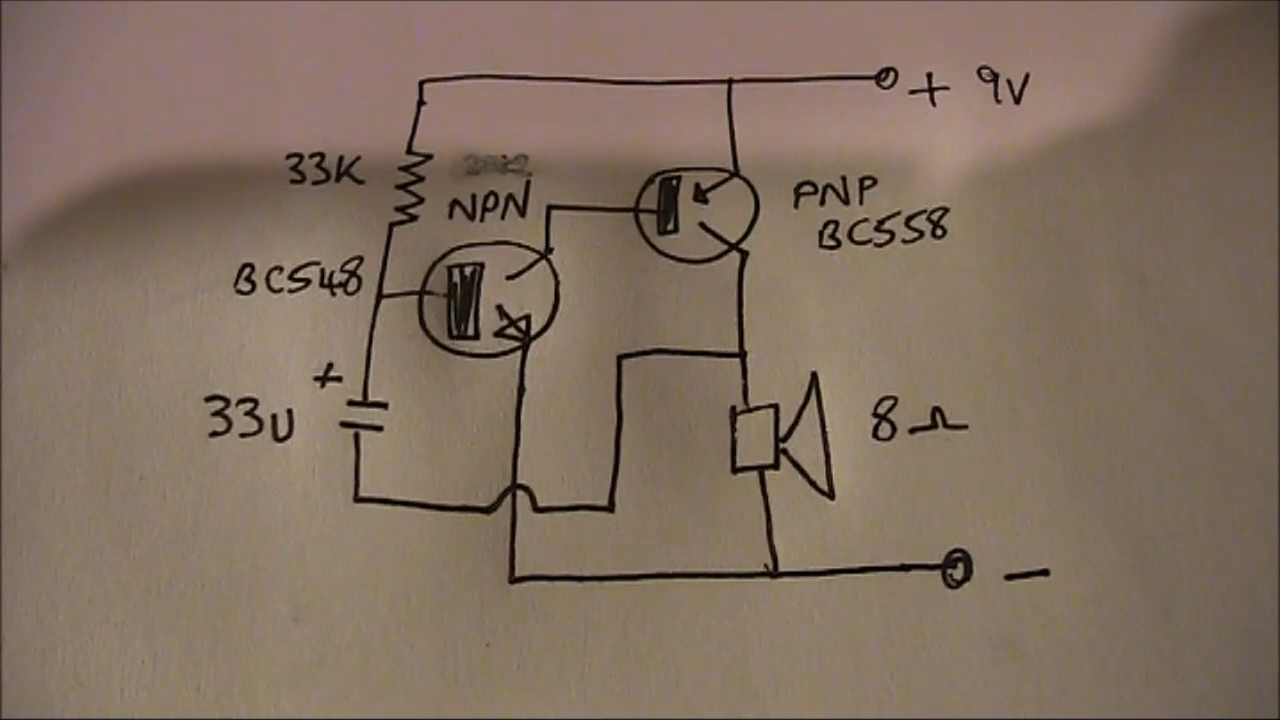 + 9V
33K
NPN
PNP
BC558
BC548
+
33u
8Ω
−